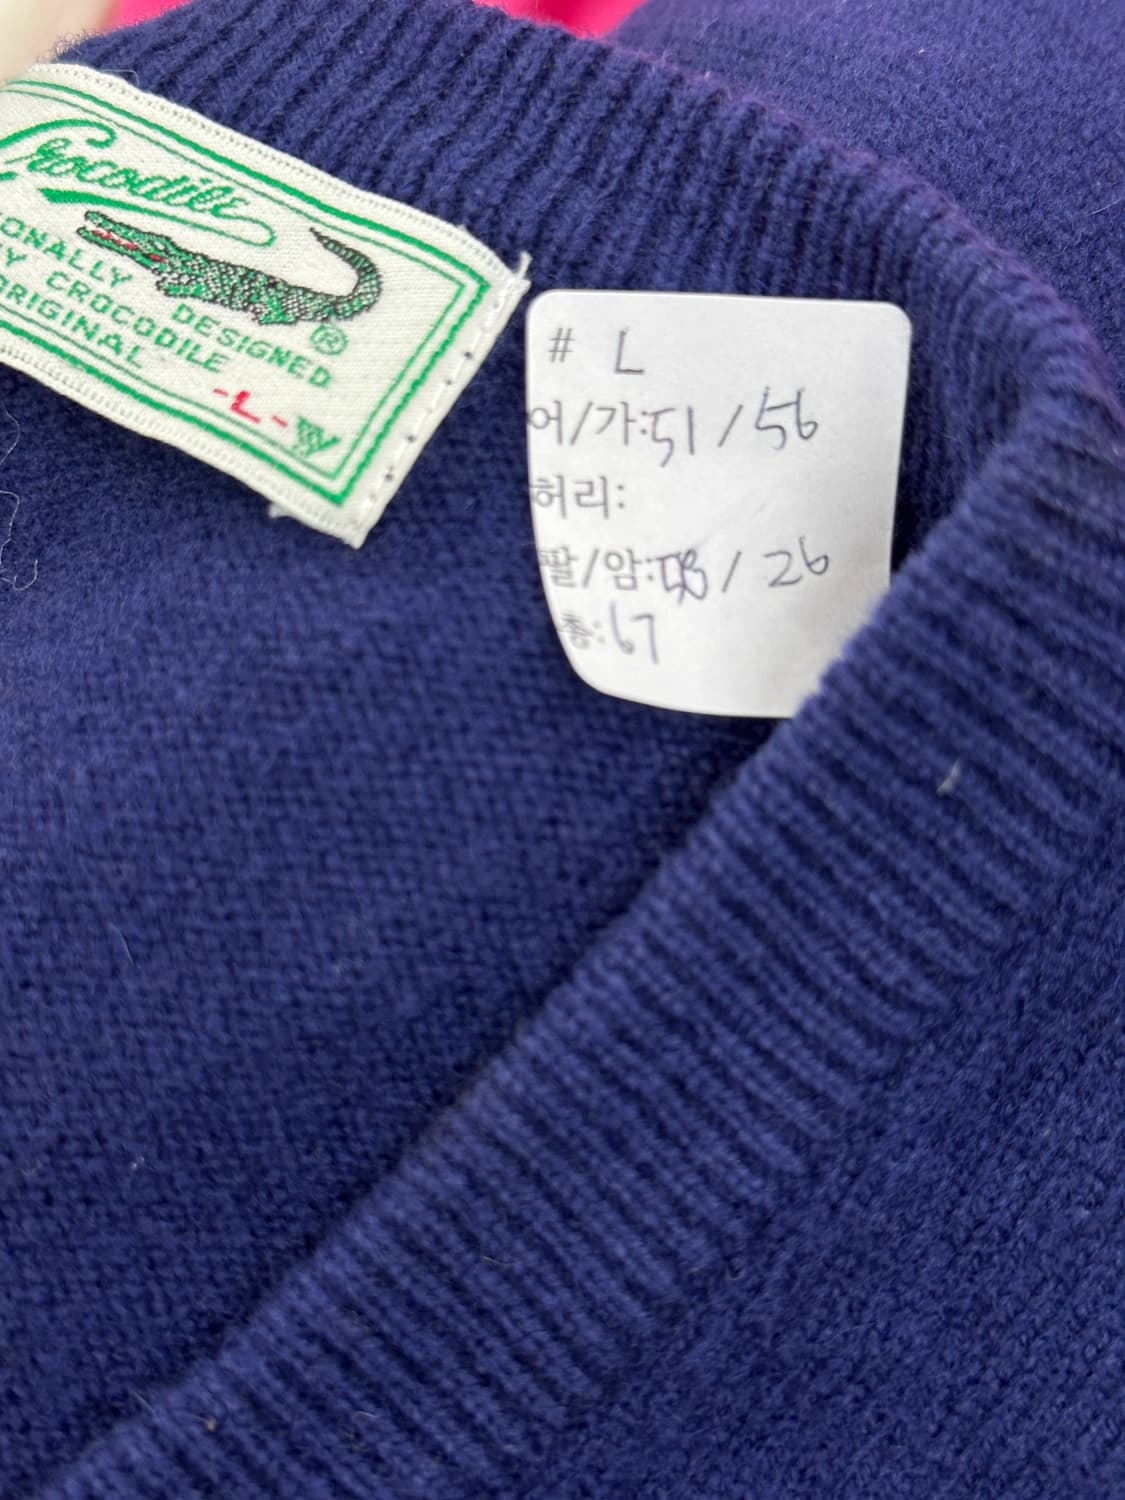 Crocodile
ONALLY DESIGNED
Y CROCODILE
ORIGINAL
-L-
®
# L
어/가:51 / 56
허리:
팔/암: / 26
총:67